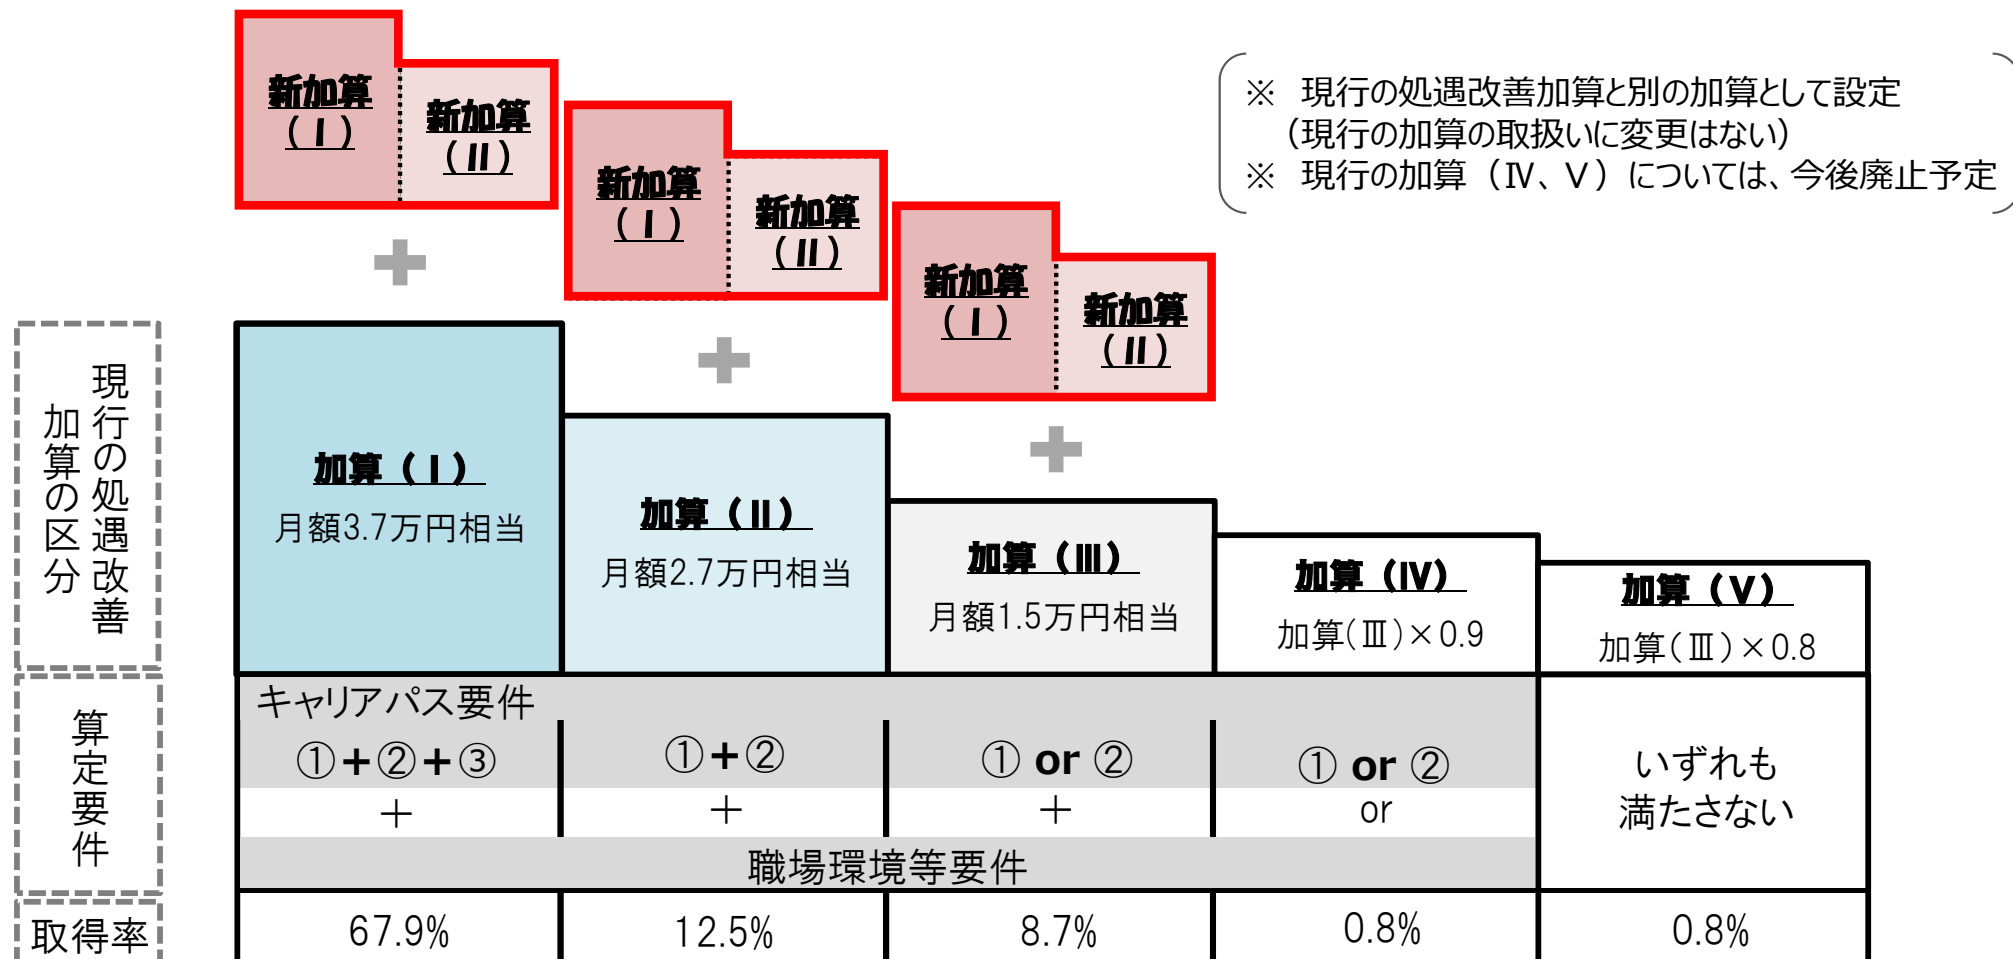 新加算
(Ⅰ)
新加算
(Ⅱ)
新加算
(Ⅰ)
新加算
(Ⅱ)
新加算
(Ⅰ)
新加算
(Ⅱ)
※ 現行の処遇改善加算と別の加算として設定
（現行の加算の取扱いに変更はない）
※ 現行の加算（Ⅳ、Ⅴ）については、今後廃止予定
現行の処遇改善
加算の区分
加算（Ⅰ）
月額3.7万円相当
加算（Ⅱ）
月額2.7万円相当
加算（Ⅲ）
月額1.5万円相当
加算（Ⅳ）
加算(Ⅲ)×0.9
加算（Ⅴ）
加算(Ⅲ)×0.8
算定要件
キャリアパス要件
①+②+③
①+②
① or ②
① or ②
＋
＋
＋
or
職場環境等要件
いずれも
満たさない
取得率
67.9%
12.5%
8.7%
0.8%
0.8%